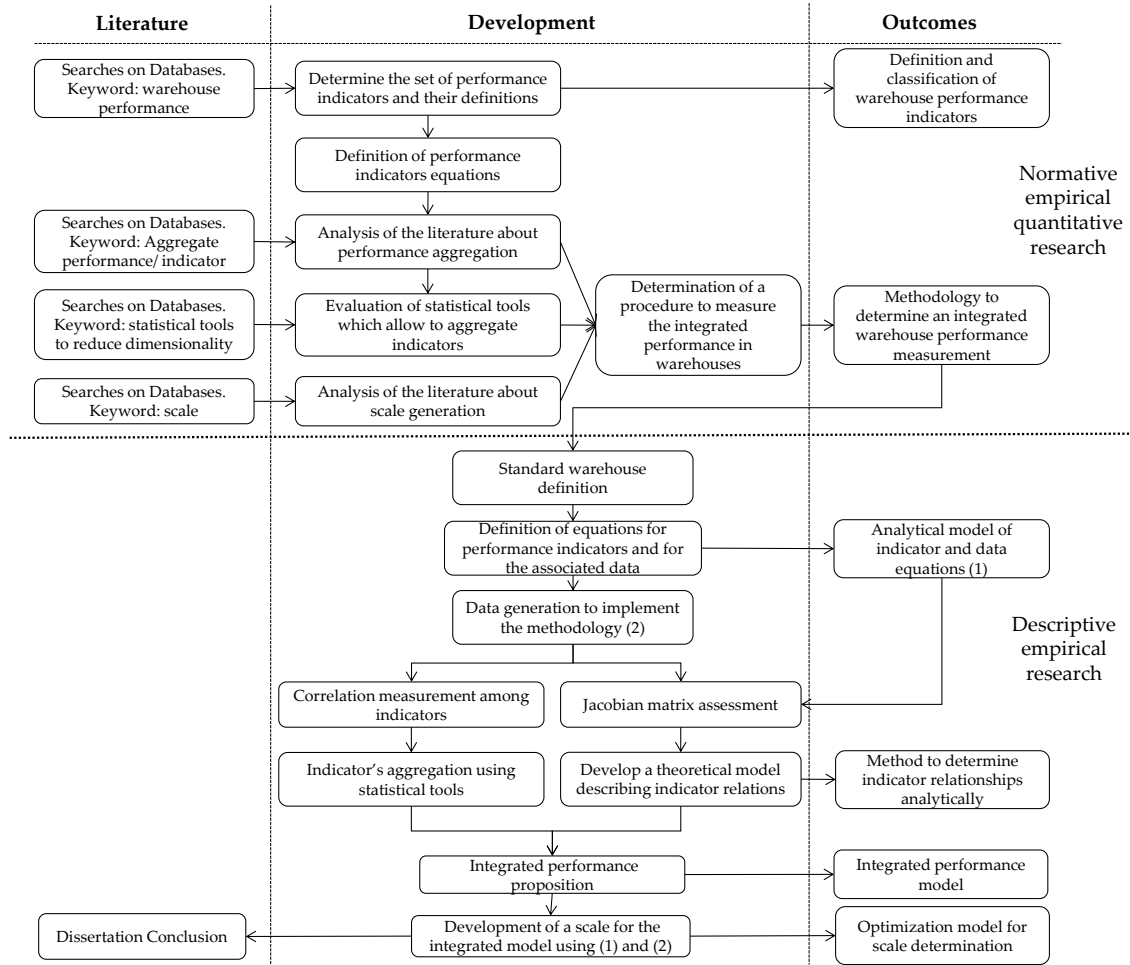 Literature
Development
Outcomes
Searches on Databases.
Keyword: warehouse
performance
Determine the set of performance
indicators and their definitions
Definition and
classification of
warehouse performance
indicators
Definition of performance
indicators equations
Normative
empirical
quantitative
research
Searches on Databases.
Keyword: Aggregate
performance/ indicator
Analysis of the literature about
performance aggregation
Searches on Databases.
Keyword: statistical tools
to reduce dimensionality
Evaluation of statistical tools
which allow to aggregate
indicators
Determination of a
procedure to measure
the integrated
performance in
warehouses
Methodology to
determine an integrated
warehouse performance
measurement
Searches on Databases.
Keyword: scale
Analysis of the literature about
scale generation
Standard warehouse
definition
Definition of equations for
performance indicators and for
the associated data
Analytical model of
indicator and data
equations (1)
Data generation to implement
the methodology (2)
Descriptive
empirical
research
Correlation measurement among
indicators
Jacobian matrix assessment
Indicator's aggregation using
statistical tools
Develop a theoretical model
describing indicator relations
Method to determine
indicator relationships
analytically
Integrated performance
proposition
Integrated performance
model
Dissertation Conclusion
Development of a scale for the
integrated model using (1) and (2)
Optimization model for
scale determination